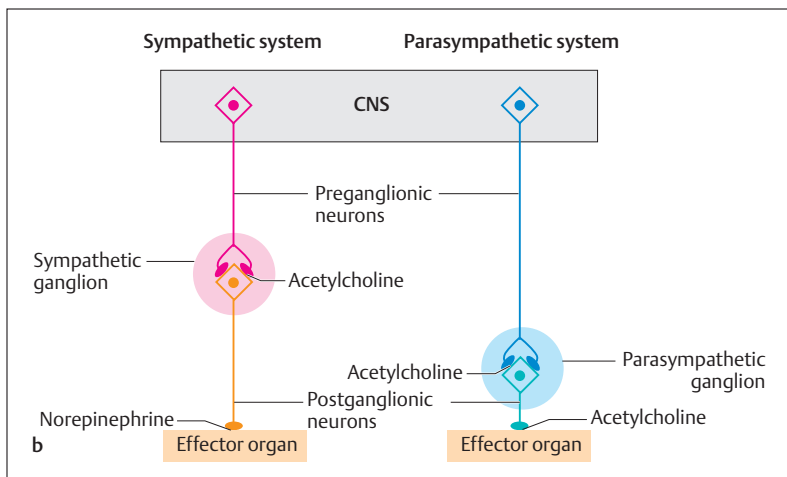 Sympathetic system
Parasympathetic system
CNS
Preganglionic
neurons
Sympathetic
ganglion
Acetylcholine
Acetylcholine
Parasympathetic
ganglion
Postganglionic
neurons
Norepinephrine
Acetylcholine
b
Effector organ
Effector organ